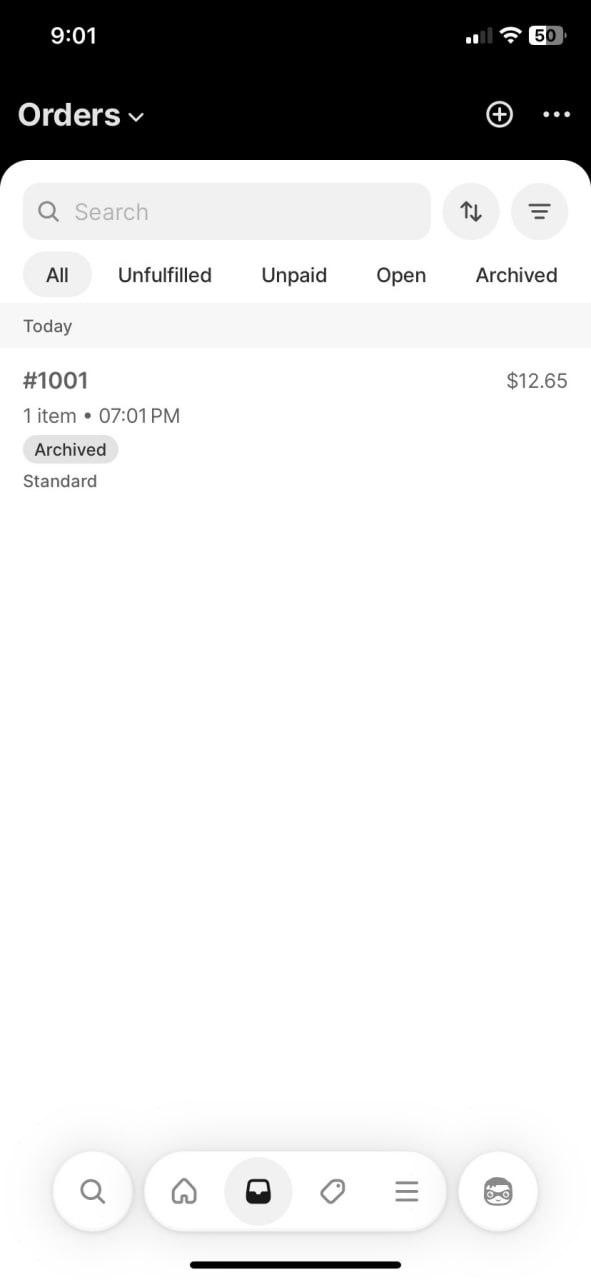 9:01
50
Orders
Search
All Unfulfilled Unpaid Open Archived
Today
#1001 $12.65
1 item • 07:01 PM
Archived
Standard